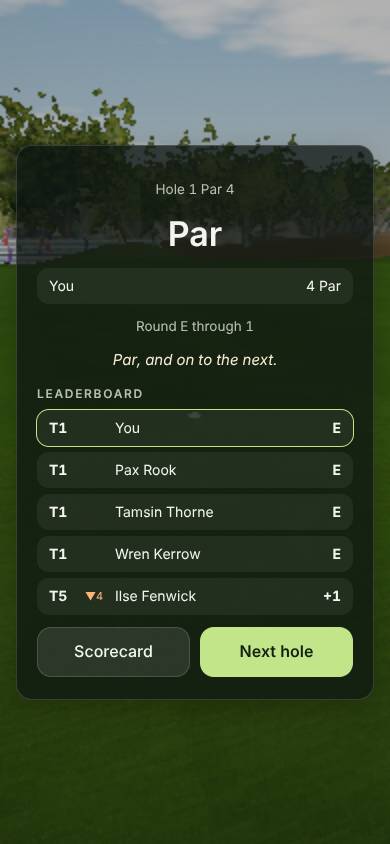 Hole 1 Par 4
Par
You 4 Par
Round E through 1
Par, and on to the next.
LEADERBOARD
T1 You E
T1 Pax Rook E
T1 Tamsin Thorne E
T1 Wren Kerrow E
T5 ▼4 Ilse Fenwick +1
Scorecard Next hole